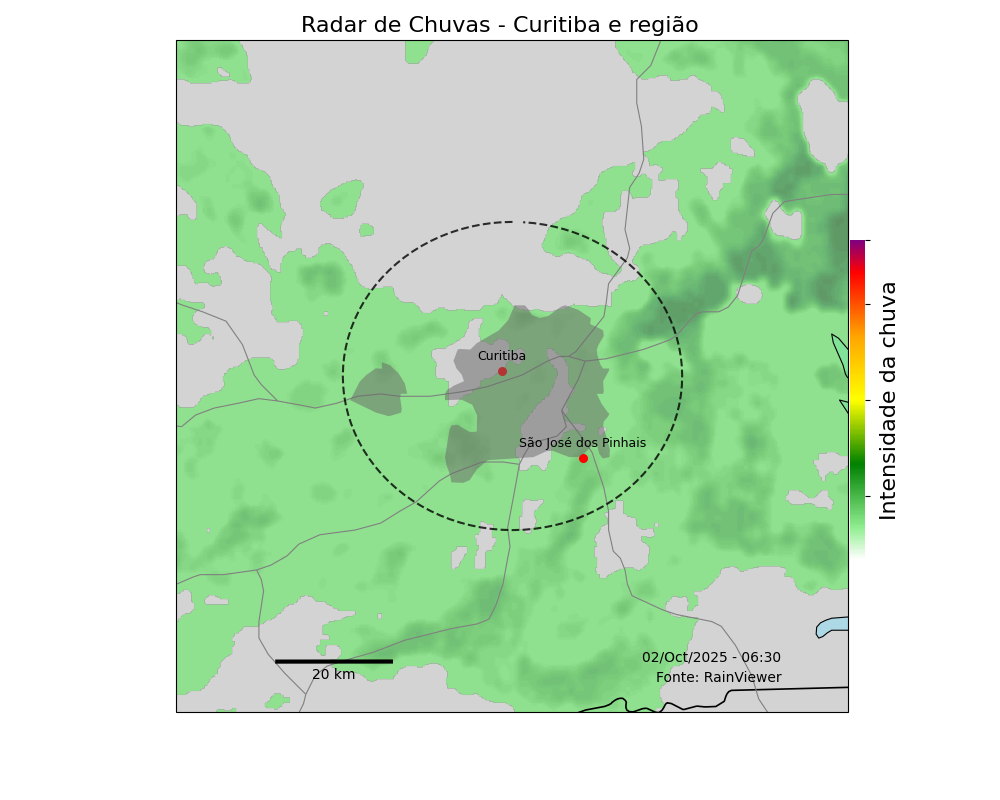 Radar de Chuvas - Curitiba e região
Curitiba
São José dos Pinhais
Intensidade da chuva
02/Oct/2025 - 06:30
20 km
Fonte: RainViewer